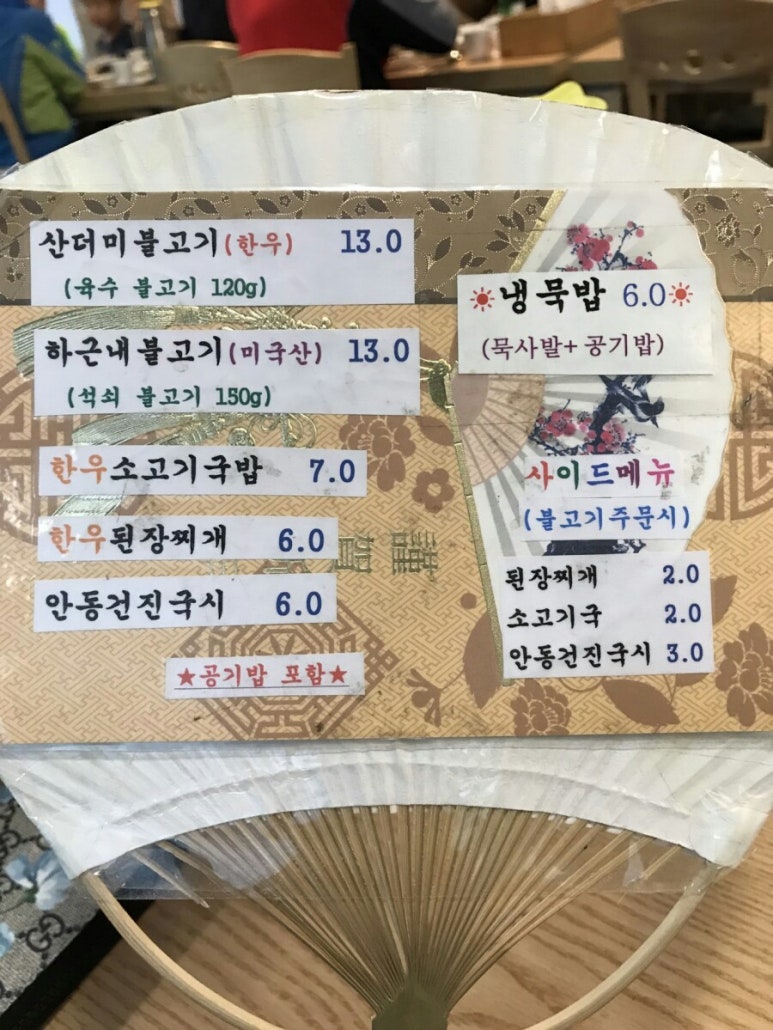 산더미불고기(한우) 13.0
(육수 불고기 120g)
하근내불고기(미국산) 13.0
(석쇠 불고기 150g)
한우소고기국밥 7.0
한우된장찌개 6.0
안동건진국시 6.0
★공기밥 포함★
☀냉묵밥 6.0☀
(묵사발+공기밥)
사이드메뉴
(불고기주문시)
된장찌개 2.0
소고기국 2.0
안동건진국시 3.0
謹賀